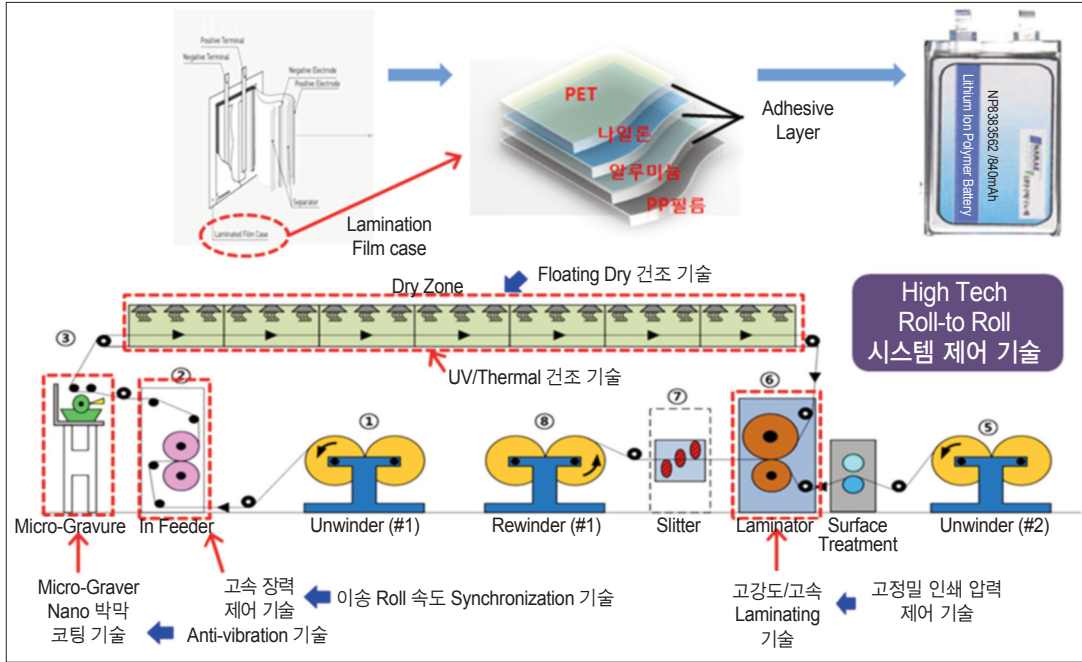 Positive Terminal
Negative Terminal
Negative Electrode
Positive Electrode
Separator
Laminated Film Case
Lamination
Film case
PET
나일론
알루미늄
PP필름
Adhesive
Layer
NP8383562 /840mAh
Lithium Ion Polymer Battery
Dry Zone
Floating Dry 건조 기술
UV/Thermal 건조 기술
High Tech
Roll-to Roll
시스템 제어 기술
③
②
①
⑧
⑦
⑥
⑤
Micro-Gravure
In Feeder
Unwinder (#1)
Rewinder (#1)
Slitter
Laminator
Surface
Treatment
Unwinder (#2)
Micro-Graver
Nano 박막
코팅 기술
Anti-vibration 기술
고속 장력
제어 기술
이송 Roll 속도 Synchronization 기술
고강도/고속
Laminating
기술
고정밀 인쇄 압력
제어 기술